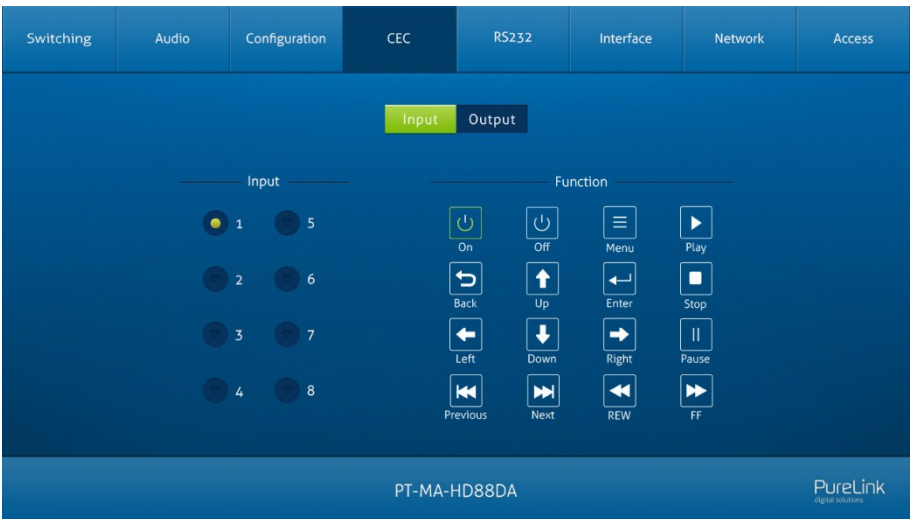 Switching Audio Configuration CEC RS232 Interface Network Access
Input Output
Input Function
1 5
On Off Menu Play
2 6
Back Up Enter Stop
3 7
Left Down Right Pause
4 8
Previous Next REW FF
PT-MA-HD88DA
PureLink
digital solutions